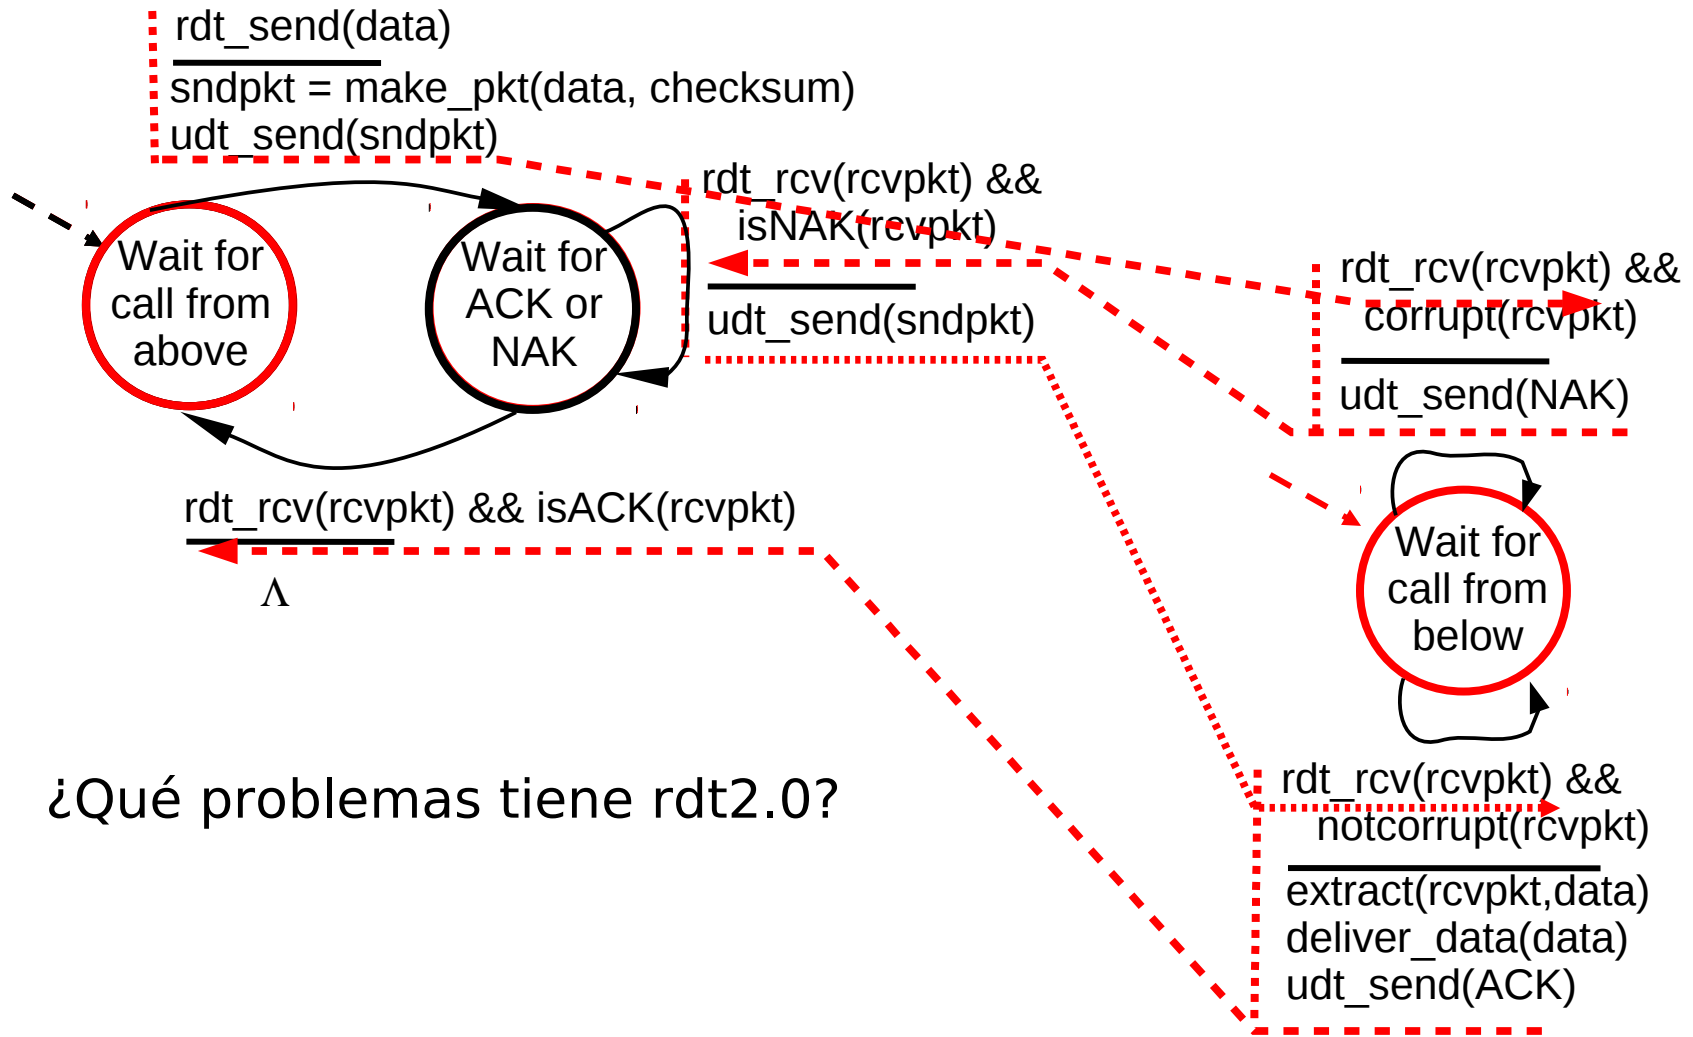 rdt_send(data)
sndpkt = make_pkt(data, checksum)
udt_send(sndpkt)
rdt_rcv(rcvpkt) &&
isNAK(rcvpkt)
udt_send(sndpkt)
Wait for
call from
above
Wait for
ACK or
NAK
rdt_rcv(rcvpkt) && isACK(rcvpkt)
Λ
rdt_rcv(rcvpkt) &&
corrupt(rcvpkt)
udt_send(NAK)
Wait for
call from
below
rdt_rcv(rcvpkt) &&
notcorrupt(rcvpkt)
extract(rcvpkt,data)
deliver_data(data)
udt_send(ACK)
¿Qué problemas tiene rdt2.0?